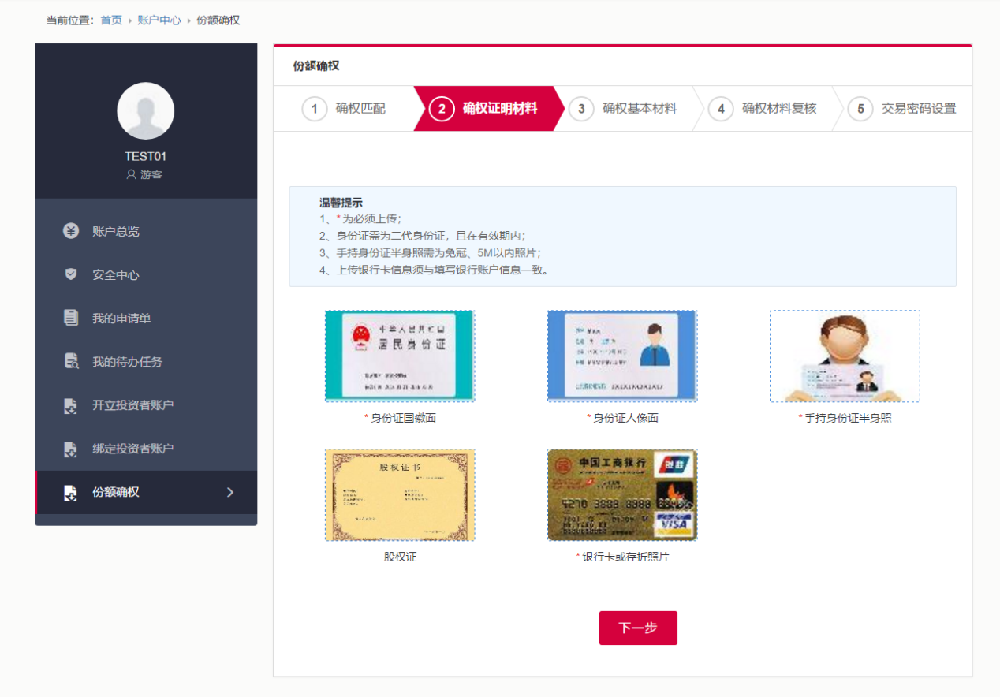 当前位置：首页 › 账户中心 › 份额确权
TEST01
游客
账户总览
安全中心
我的申请单
我的待办任务
开立投资者账户
绑定投资者账户
份额确权
份额确权
1 确权匹配
2 确权证明材料
3 确权基本材料
4 确权材料复核
5 交易密码设置
温馨提示
1、*为必须上传；
2、身份证需为二代身份证，且在有效期内；
3、手持身份证半身照需为免冠、5M以内照片；
4、上传银行卡信息须与填写银行账户信息一致。
中华人民共和国
居民身份证
*身份证国徽面
*身份证人像面
*手持身份证半身照
股权证书
中国工商银行
银联
VISA
股权证
*银行卡或存折照片
下一步